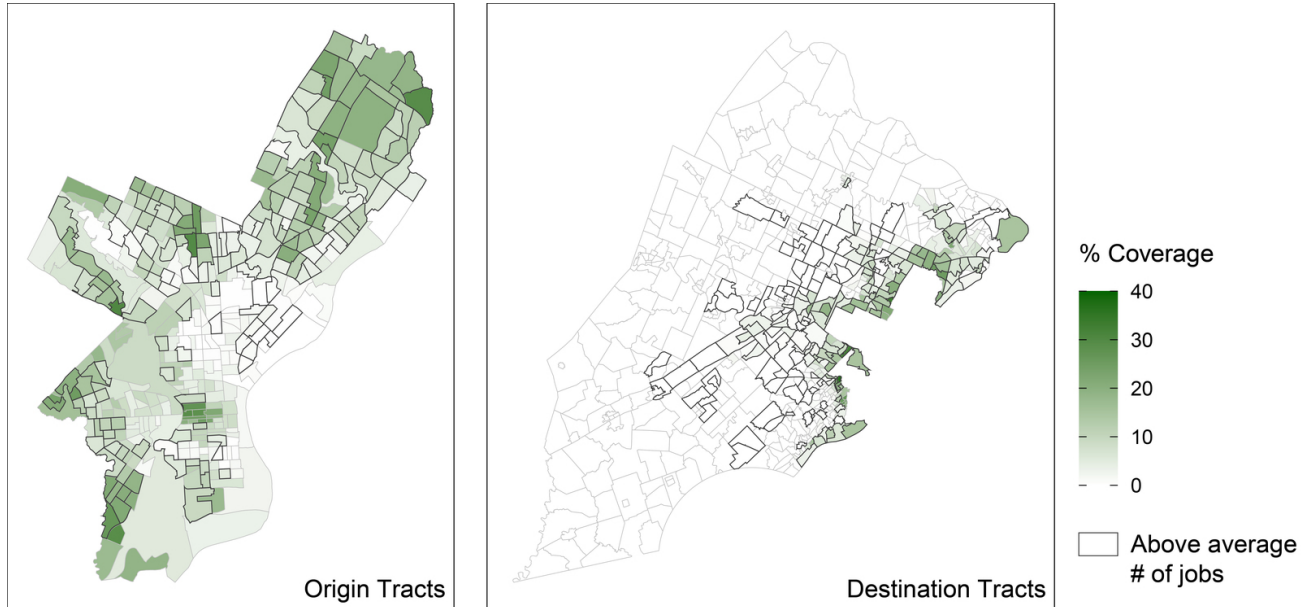 Origin Tracts
Destination Tracts
% Coverage
40
30
20
10
0
Above average
# of jobs